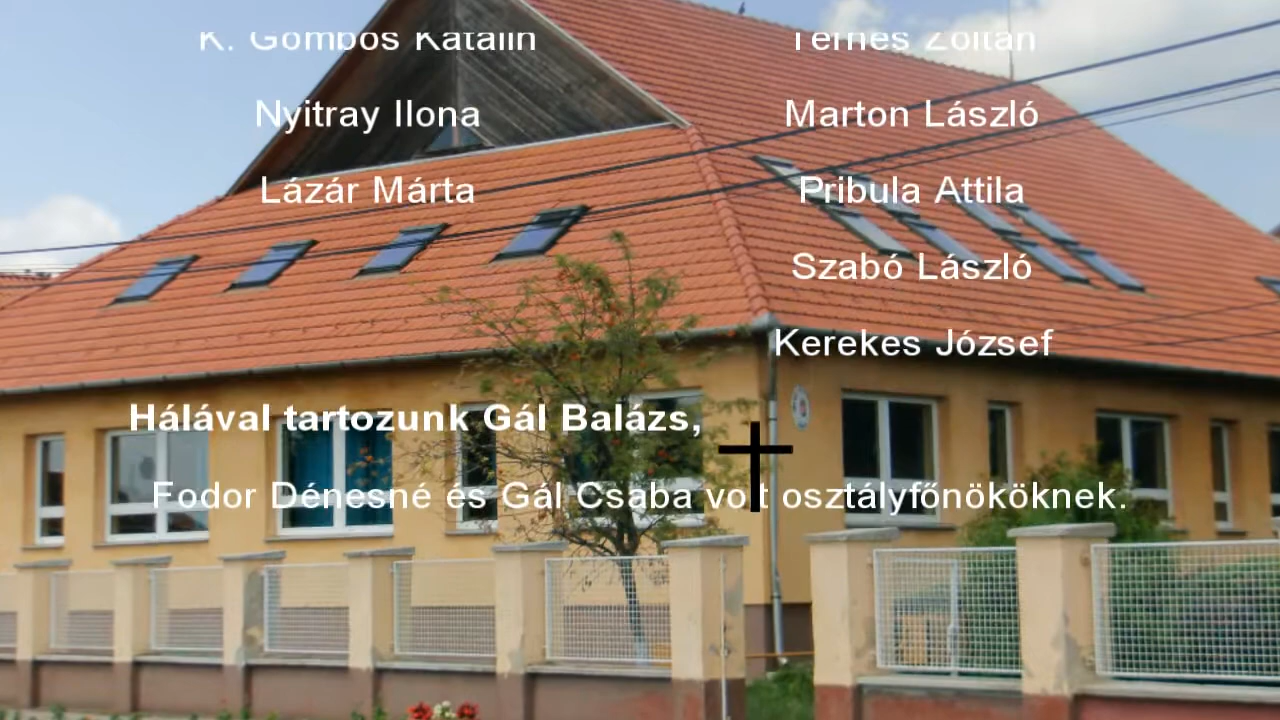 K. Gombos Katalin
Ternes Zoltán
Nyitray Ilona
Marton László
Lázár Márta
Pribula Attila
Szabó László
Kerekes József
Hálával tartozunk Gál Balázs,
Fodor Dénesné és Gál Csaba volt osztályfőnököknek.